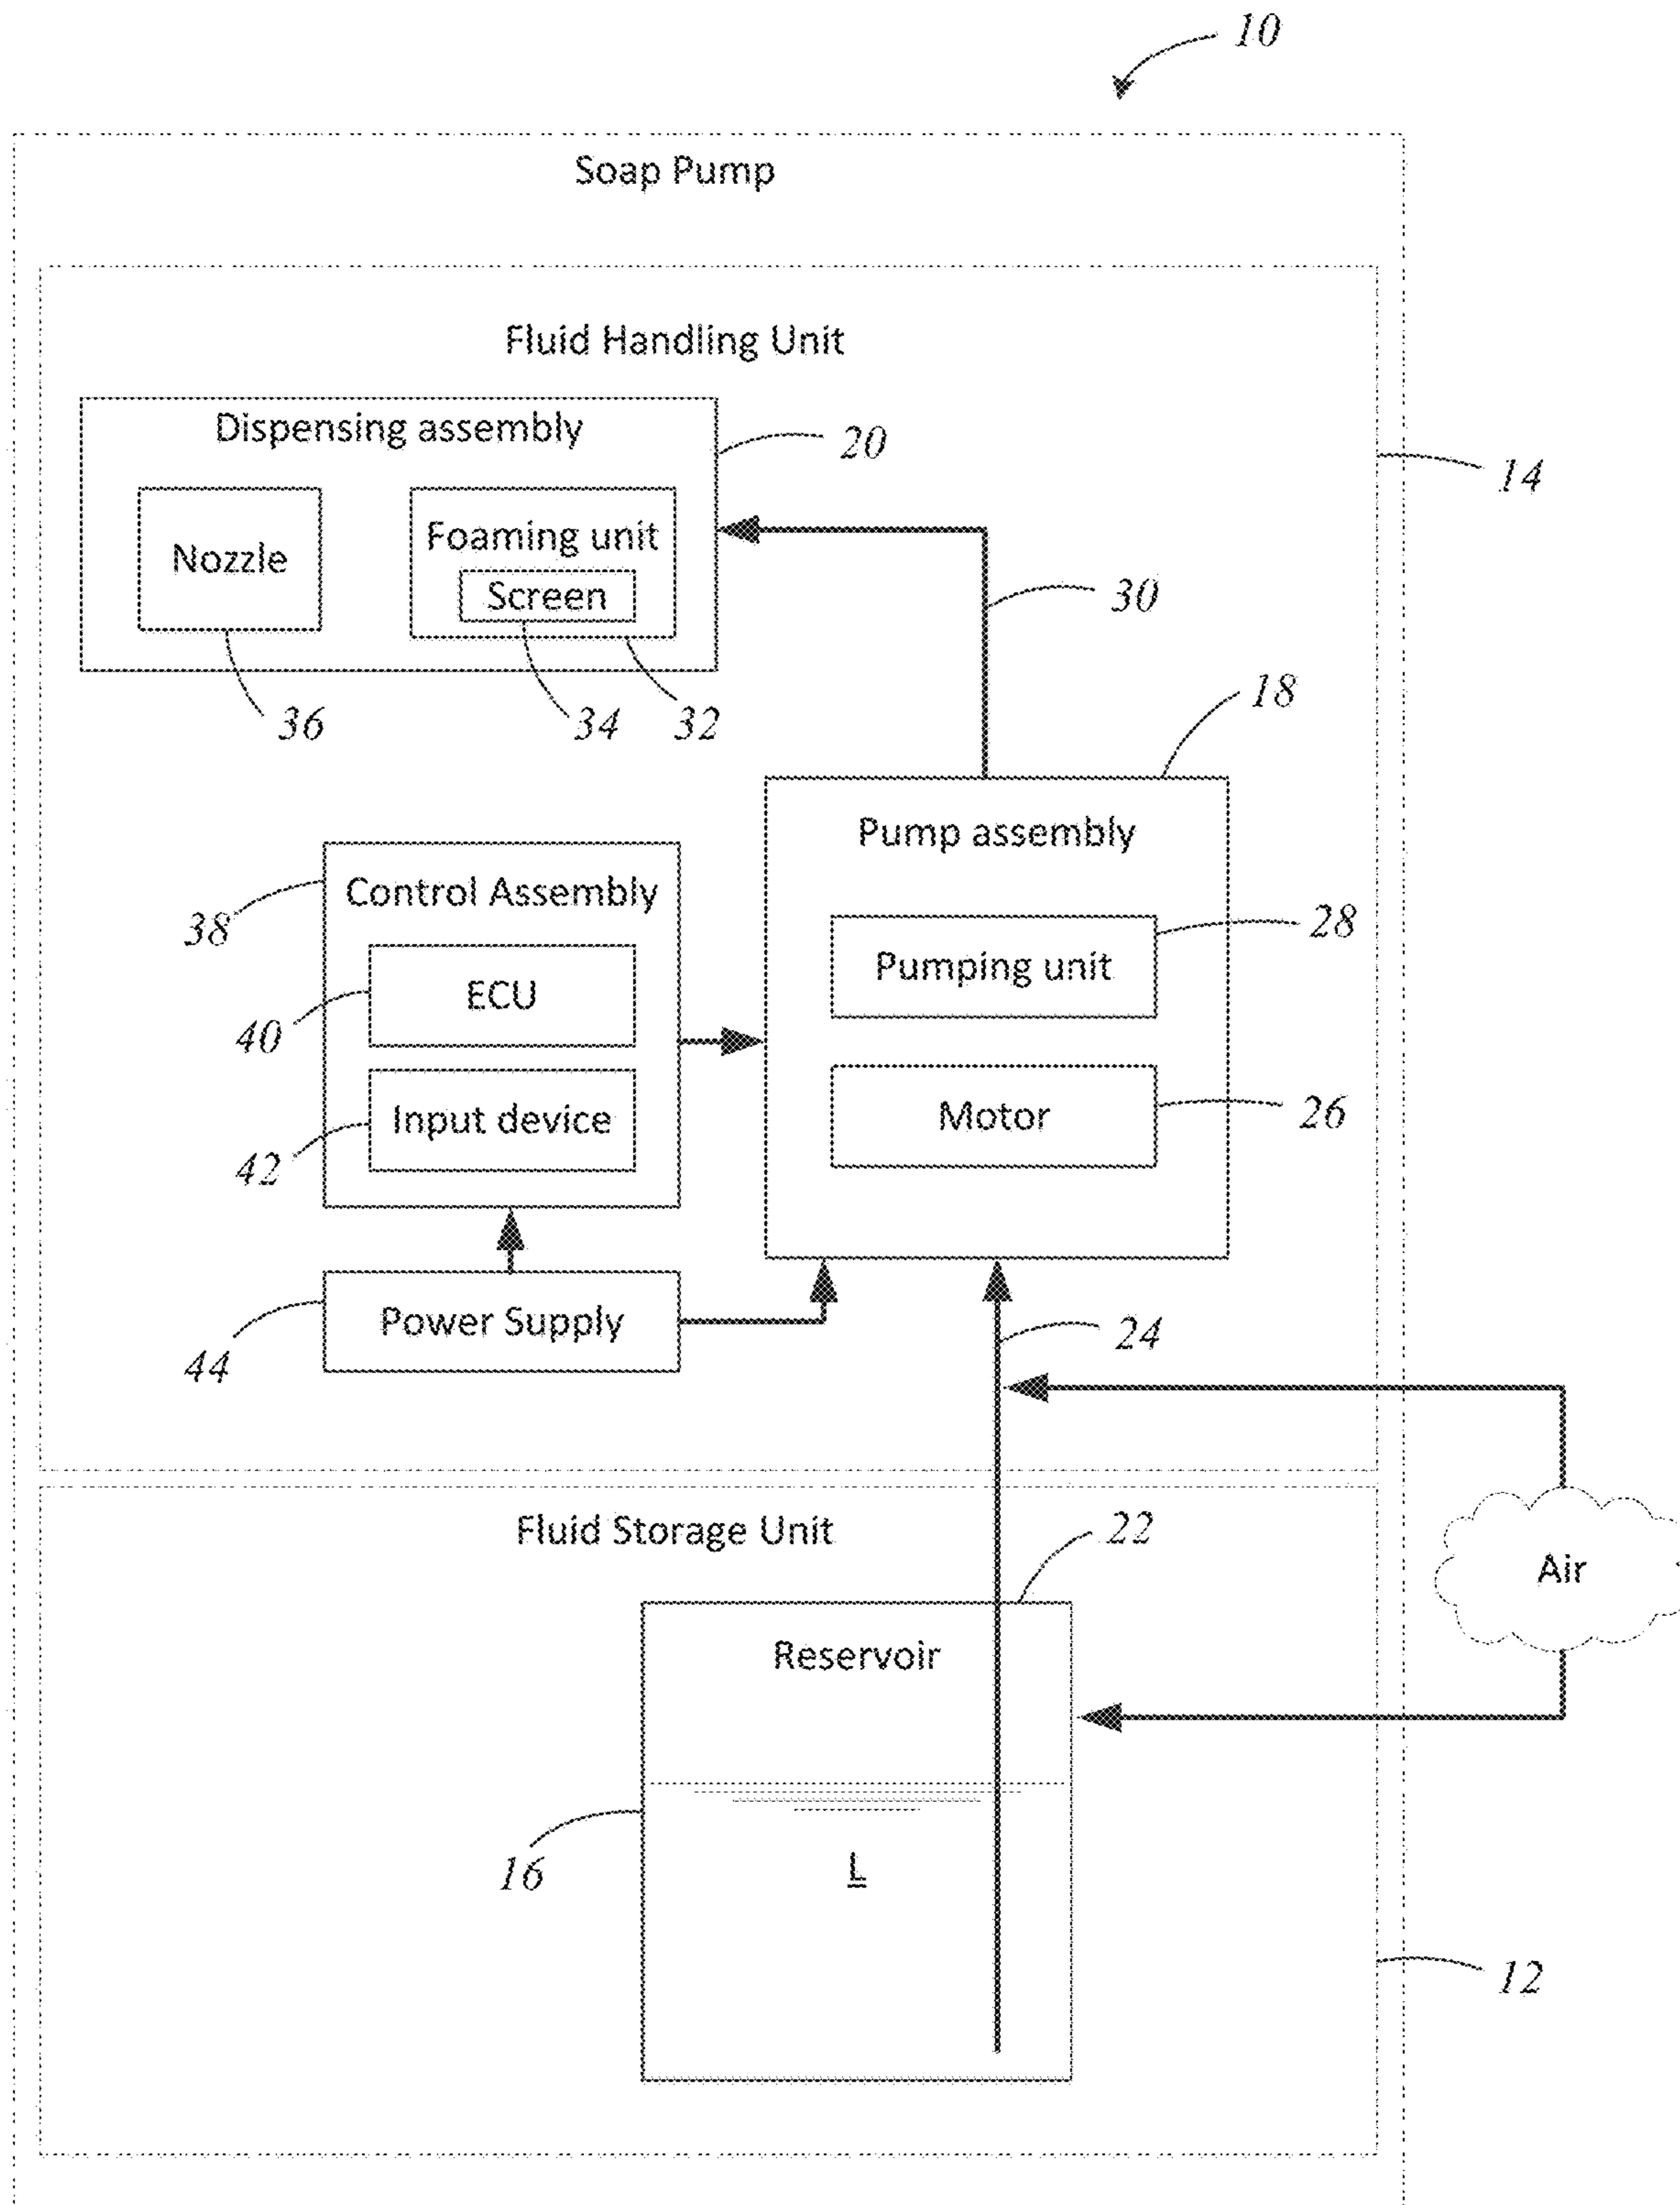 10
Soap Pump
Fluid Handling Unit
Dispensing assembly
20
14
Nozzle
Foaming unit
Screen
30
36
34
32
18
Pump assembly
Control Assembly
38
28
Pumping unit
ECU
40
Motor
26
Input device
42
Power Supply
24
44
Fluid Storage Unit
22
Air
Reservoir
16
L
12